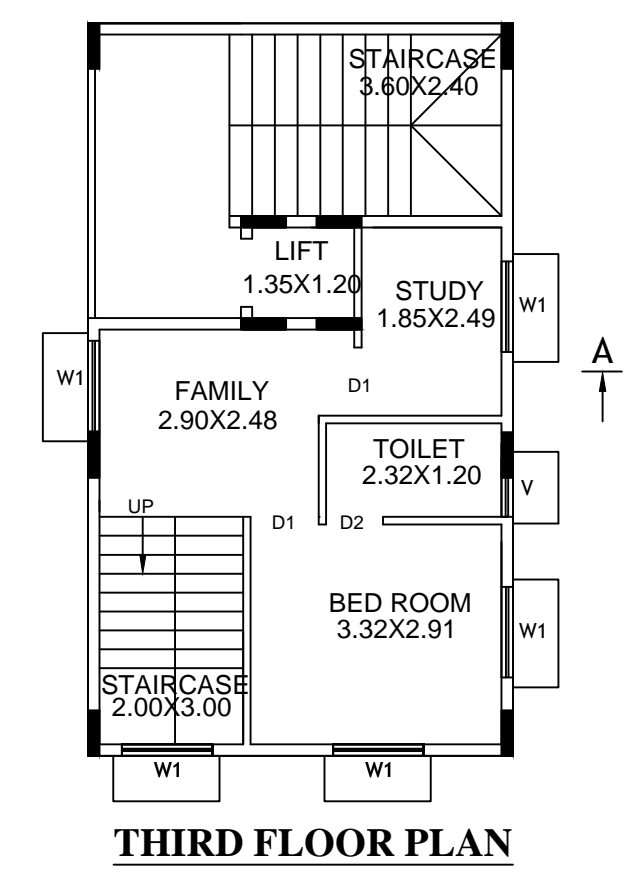 STAIRCASE
3.60X2.40
LIFT
1.35X1.20
STUDY
1.85X2.49
W1
A
W1
FAMILY
2.90X2.48
D1
TOILET
2.32X1.20
V
UP
D1
D2
BED ROOM
3.32X2.91
W1
STAIRCASE
2.00X3.00
W1
W1
THIRD FLOOR PLAN